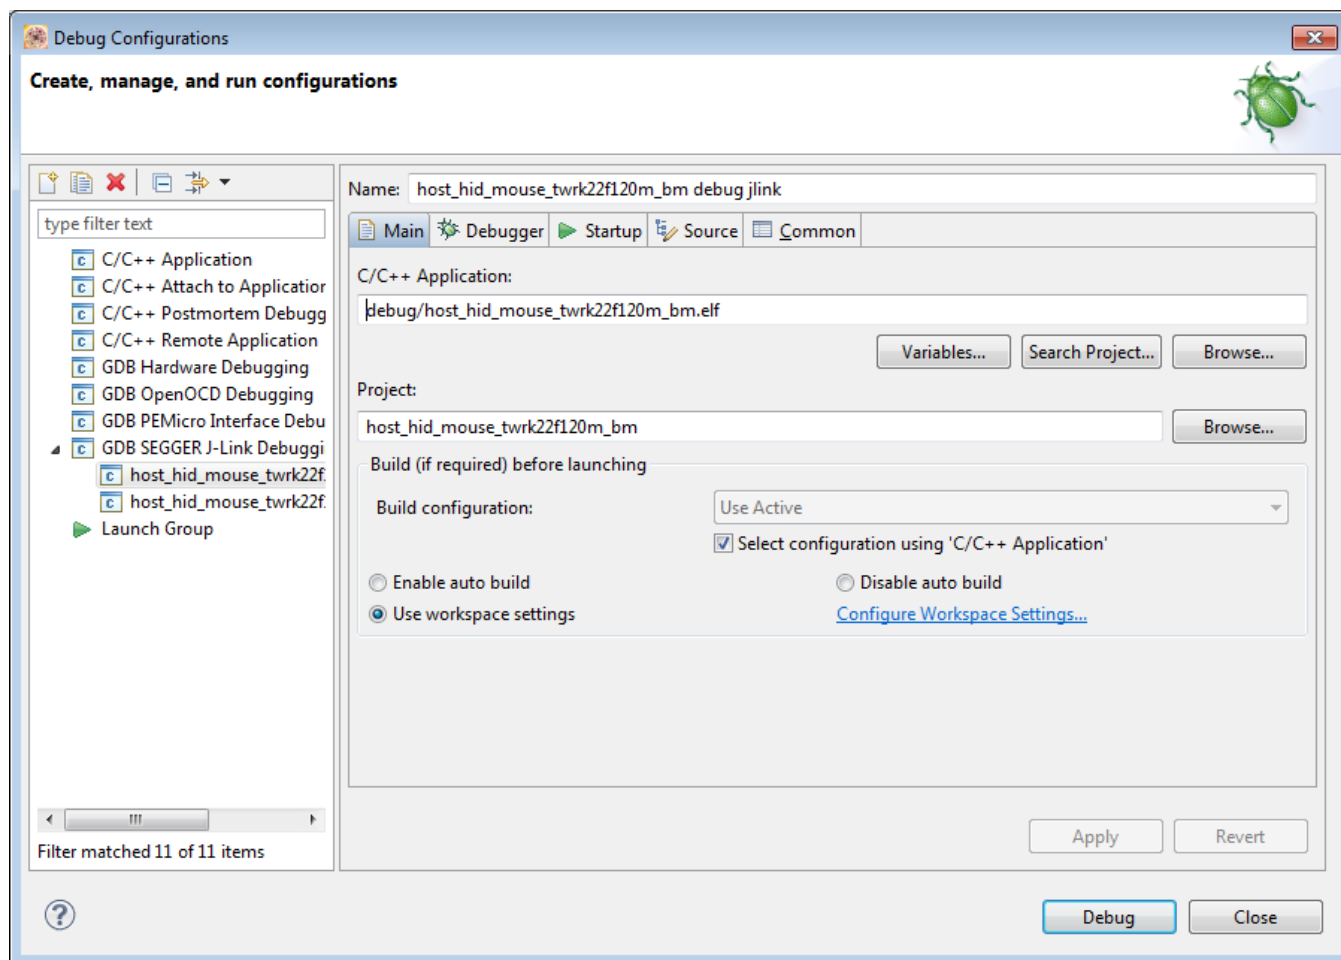 Debug Configurations
Create, manage, and run configurations
type filter text
C/C++ Application
C/C++ Attach to Application
C/C++ Postmortem Debugg
C/C++ Remote Application
GDB Hardware Debugging
GDB OpenOCD Debugging
GDB PEMicro Interface Debu
GDB SEGGER J-Link Debuggi
host_hid_mouse_twrk22f
host_hid_mouse_twrk22f
Launch Group
Filter matched 11 of 11 items
Name: host_hid_mouse_twrk22f120m_bm debug jlink
Main Debugger Startup Source Common
C/C++ Application:
debug/host_hid_mouse_twrk22f120m_bm.elf
Variables... Search Project... Browse...
Project:
host_hid_mouse_twrk22f120m_bm Browse...
Build (if required) before launching
Build configuration: Use Active
Select configuration using 'C/C++ Application'
Enable auto build Disable auto build
Use workspace settings Configure Workspace Settings...
Apply Revert
? Debug Close